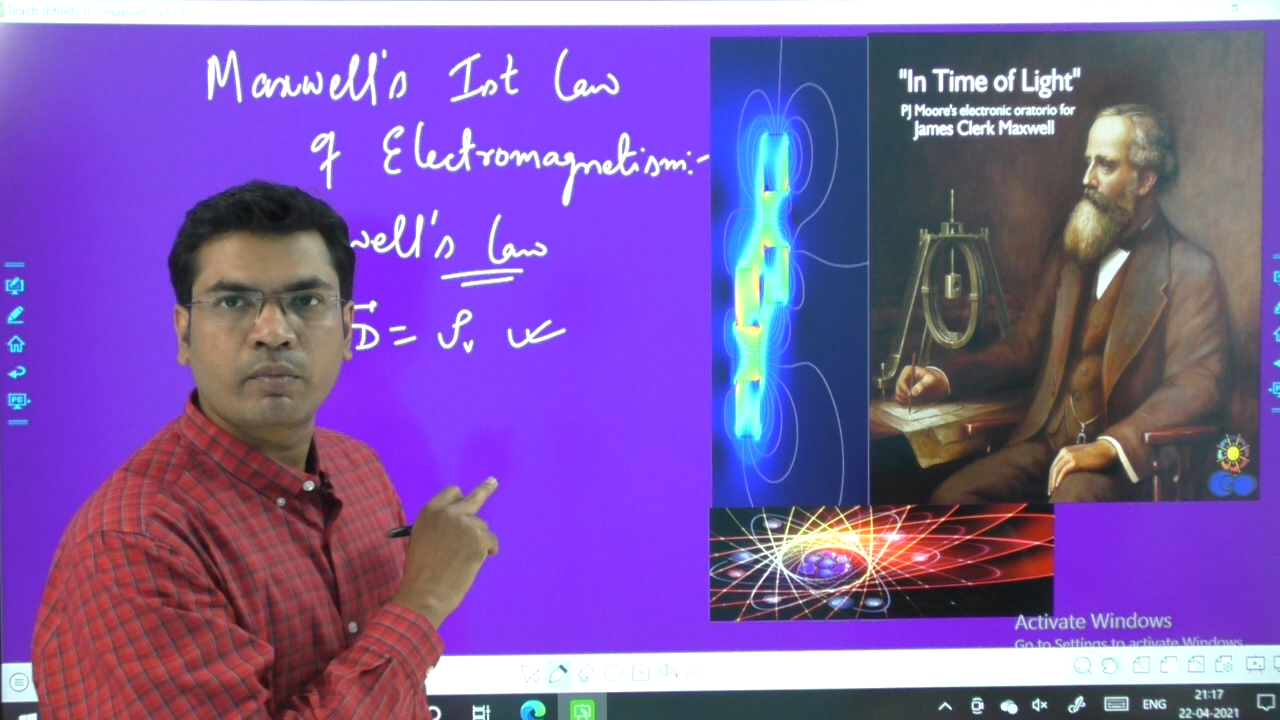 Maxwell's Ist Law
of Electromagnetism:-
well's Law
D = ρv
"In Time of Light"
PJ Moore's electronic oratorio for
James Clerk Maxwell
Activate Windows
Go to Settings to activate Windows
ENG
21:17
22-04-2021